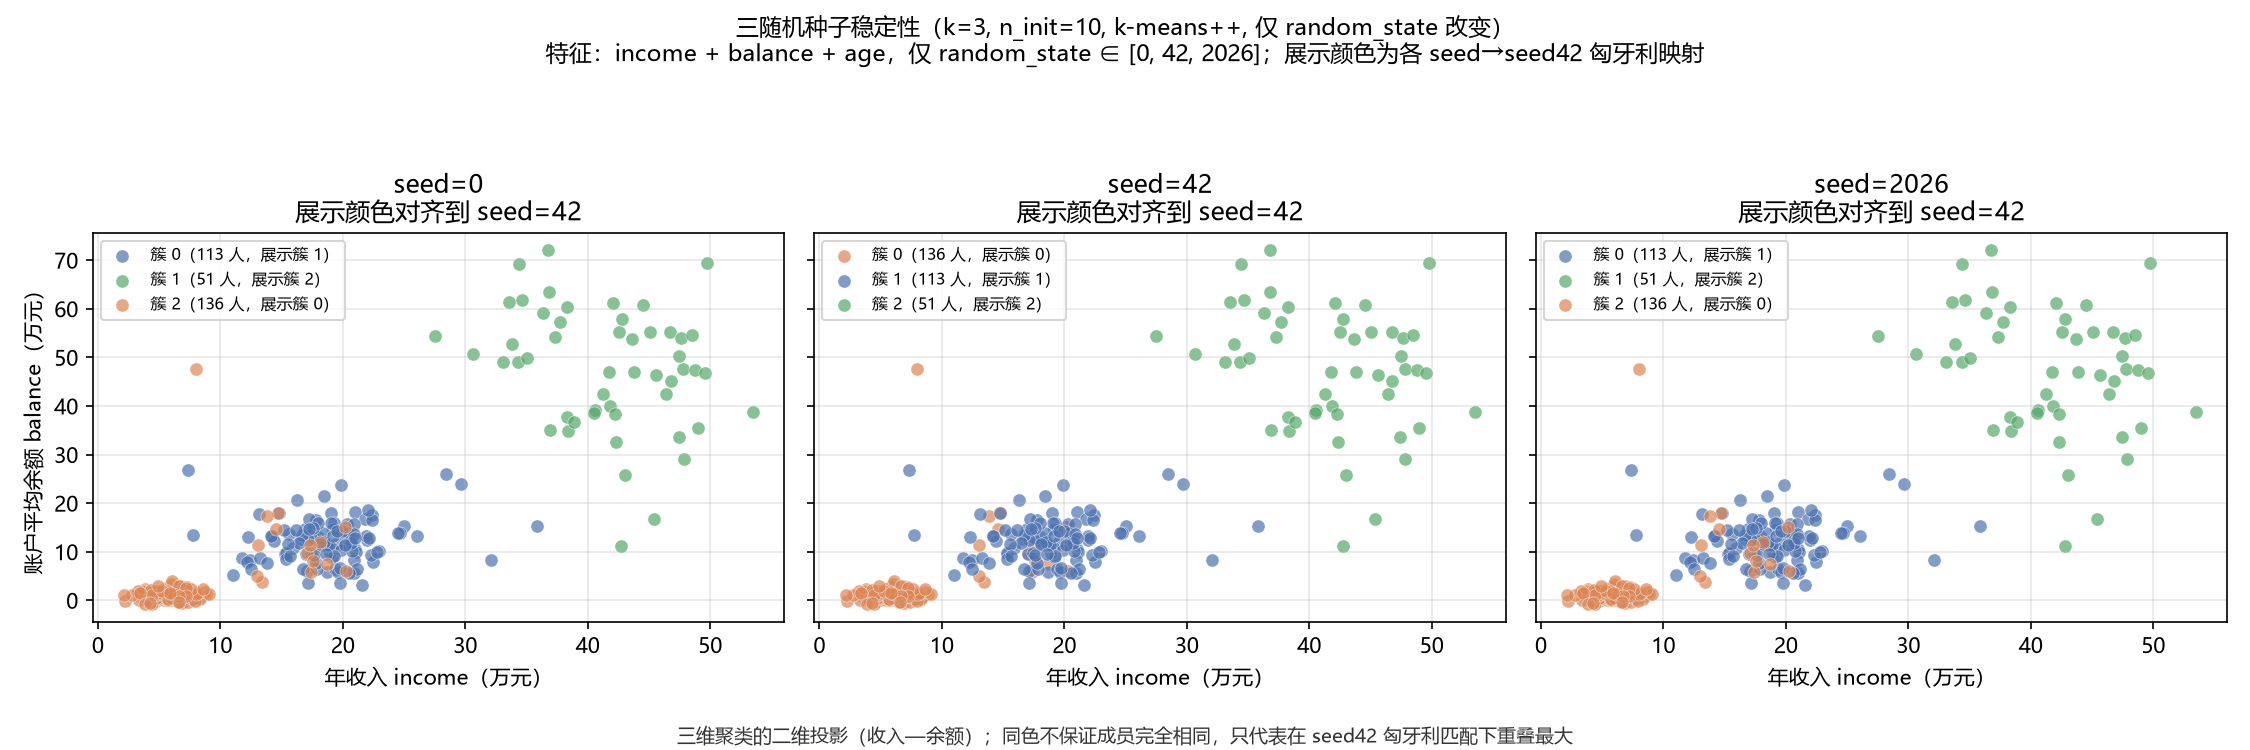 三随机种子稳定性（k=3, n_init=10, k-means++, 仅 random_state 改变）
特征：income + balance + age，仅 random_state ∈ [0, 42, 2026]；展示颜色为各 seed→seed42 匈牙利映射
seed=0
展示颜色对齐到 seed=42
簇 0（113 人，展示簇 1）
簇 1（51 人，展示簇 2）
簇 2（136 人，展示簇 0）
账户平均余额 balance（万元）
70
60
50
40
30
20
10
0
0 10 20 30 40 50
年收入 income（万元）
seed=42
展示颜色对齐到 seed=42
簇 0（136 人，展示簇 0）
簇 1（113 人，展示簇 1）
簇 2（51 人，展示簇 2）
0 10 20 30 40 50
年收入 income（万元）
seed=2026
展示颜色对齐到 seed=42
簇 0（113 人，展示簇 1）
簇 1（51 人，展示簇 2）
簇 2（136 人，展示簇 0）
0 10 20 30 40 50
年收入 income（万元）
三维聚类的二维投影（收入—余额）；同色不保证成员完全相同，只代表在 seed42 匈牙利匹配下重叠最大